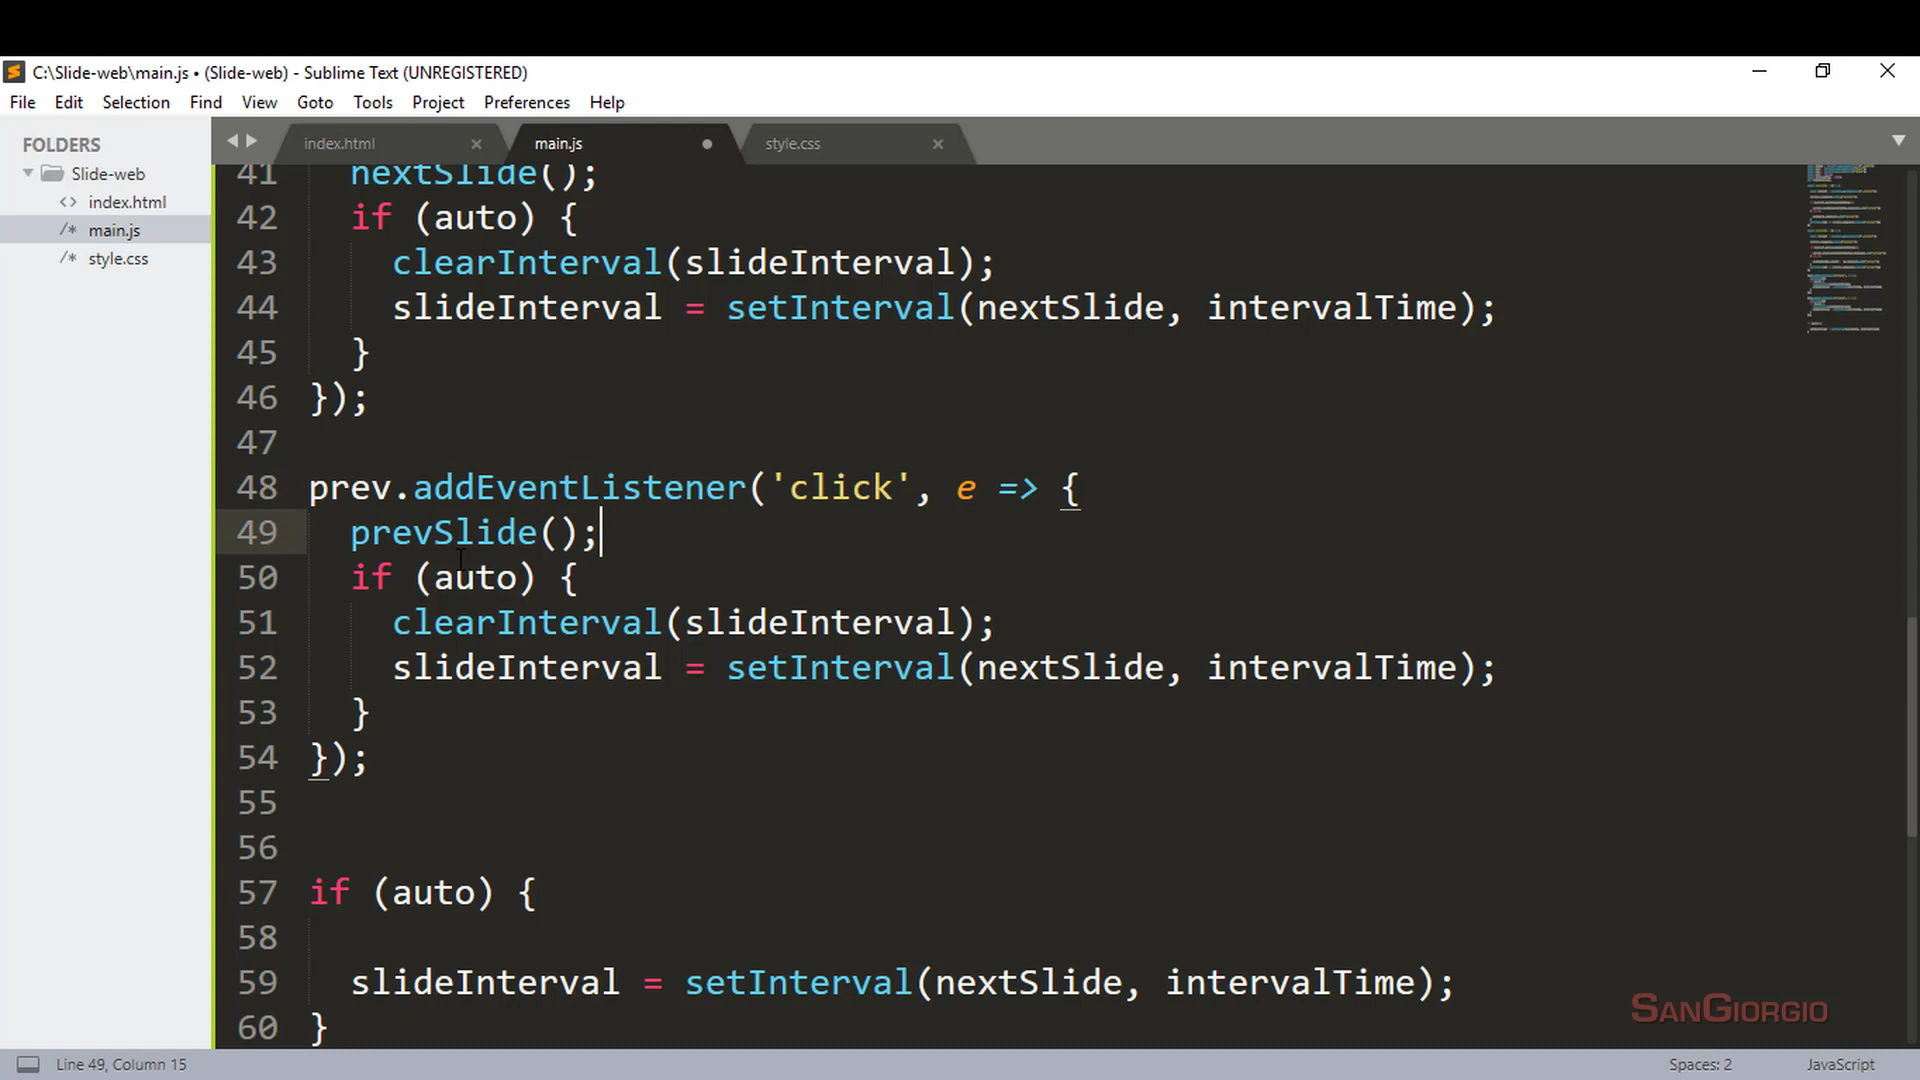 C:\Slide-web\main.js • (Slide-web) - Sublime Text (UNREGISTERED)
File Edit Selection Find View Goto Tools Project Preferences Help
FOLDERS
Slide-web
<> index.html
/* main.js
/* style.css
index.html × main.js • style.css ×
41 nextSlide();
42 if (auto) {
43 clearInterval(slideInterval);
44 slideInterval = setInterval(nextSlide, intervalTime);
45 }
46 });
47
48 prev.addEventListener('click', e => {
49 prevSlide();
50 if (auto) {
51 clearInterval(slideInterval);
52 slideInterval = setInterval(nextSlide, intervalTime);
53 }
54 });
55
56
57 if (auto) {
58
59 slideInterval = setInterval(nextSlide, intervalTime);
60 }
SANGIORGIO
Line 49, Column 15 Spaces: 2 JavaScript